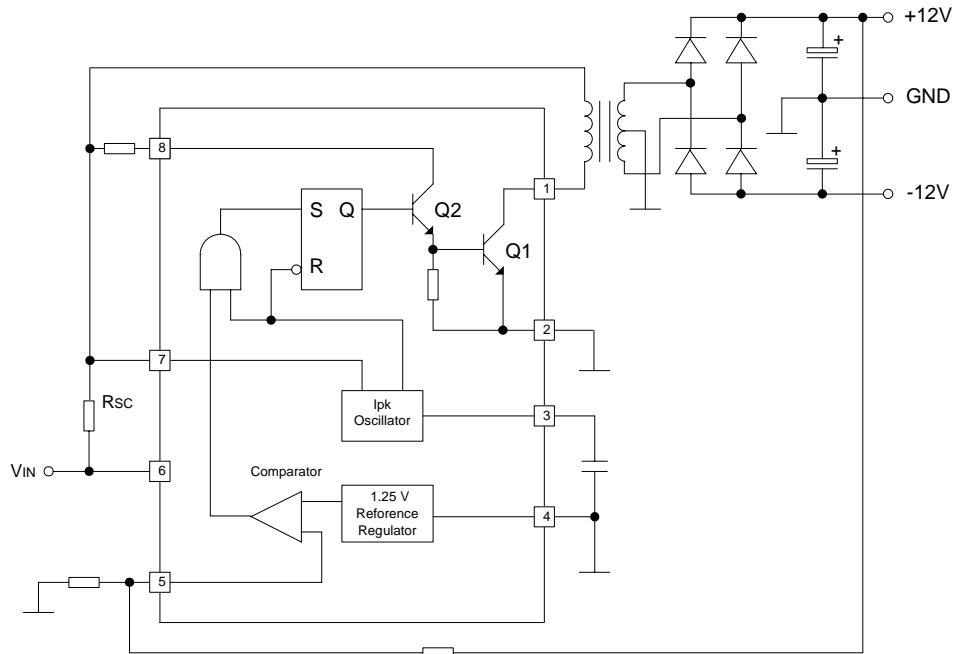 +12V
GND
8
1
-12V
S Q
Q2
Q1
R
2
7
RSC
Ipk
Oscillator
3
VIN
6
Comparator
1.25 V
Reforence
Regulator
4
5
+
+